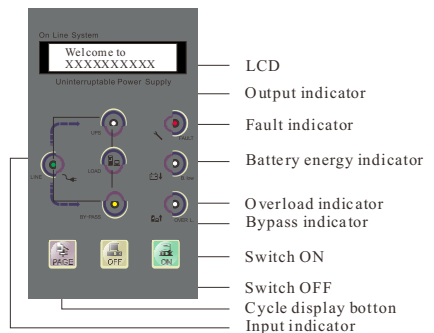 On Line System
Welcome to
XXXXXXXXXX
Uninterruptable Power Supply
LCD
Output indicator
UPS
FAULT
Fault indicator
LINE
LOAD
Battery energy indicator
BY-PASS
OVER L.
Overload indicator
Bypass indicator
PAGE
OFF
ON
Switch ON
Switch OFF
Cycle display botton
Input indicator